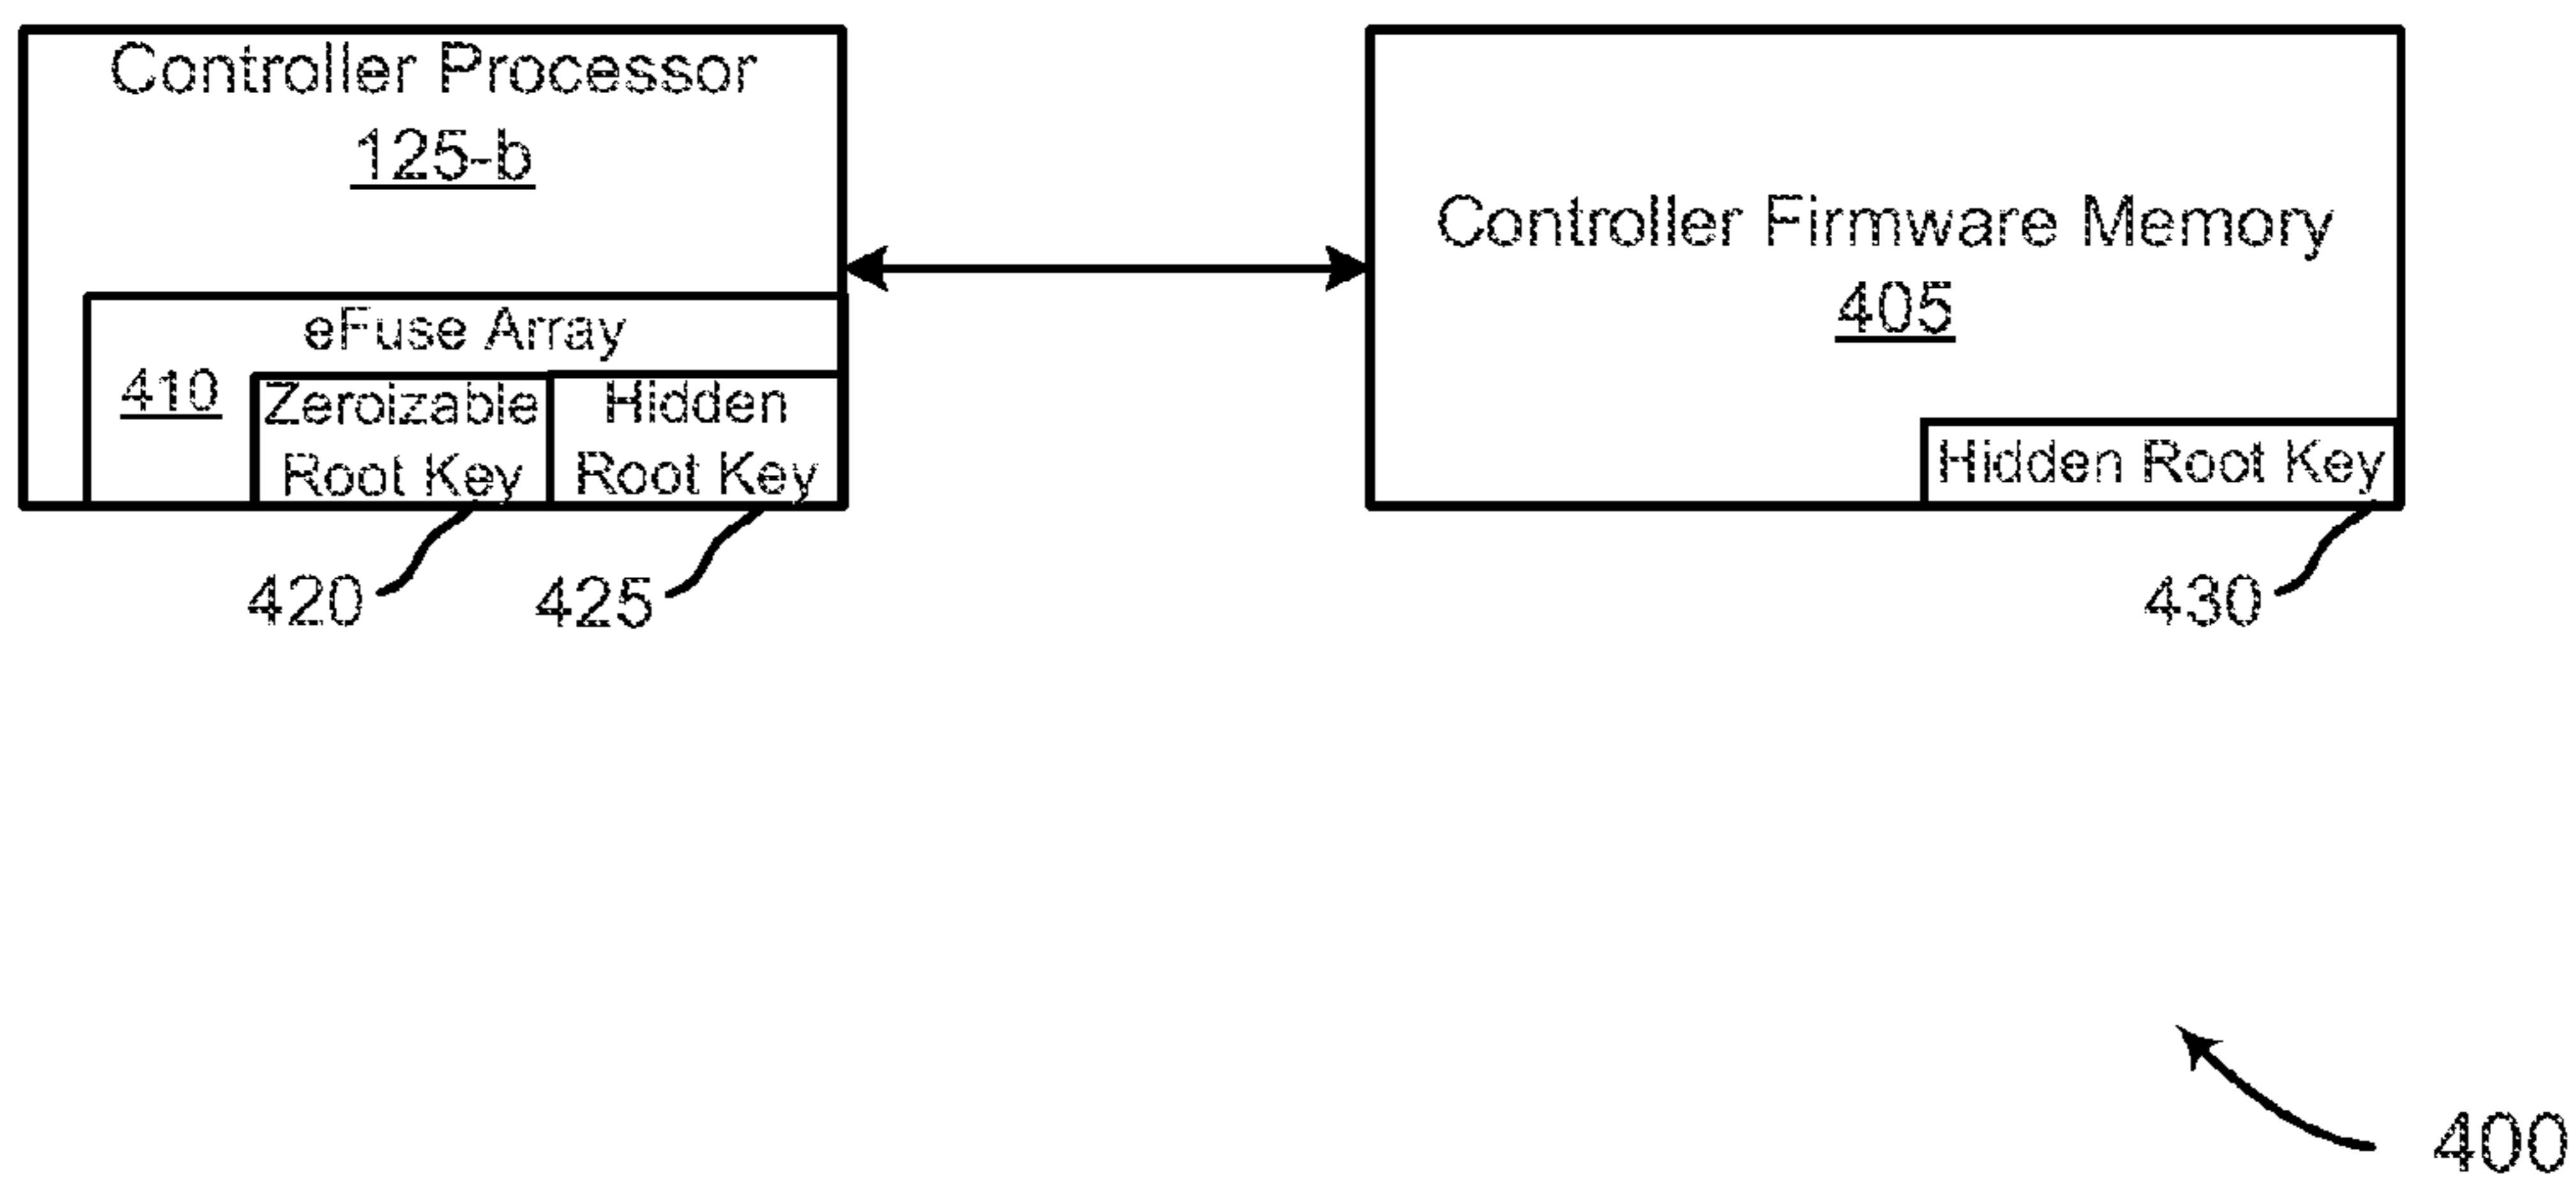 Controller Processor
125-b
eFuse Array
410
Zeroizable
Root Key
Hidden
Root Key
420
425
Controller Firmware Memory
405
Hidden Root Key
430
400